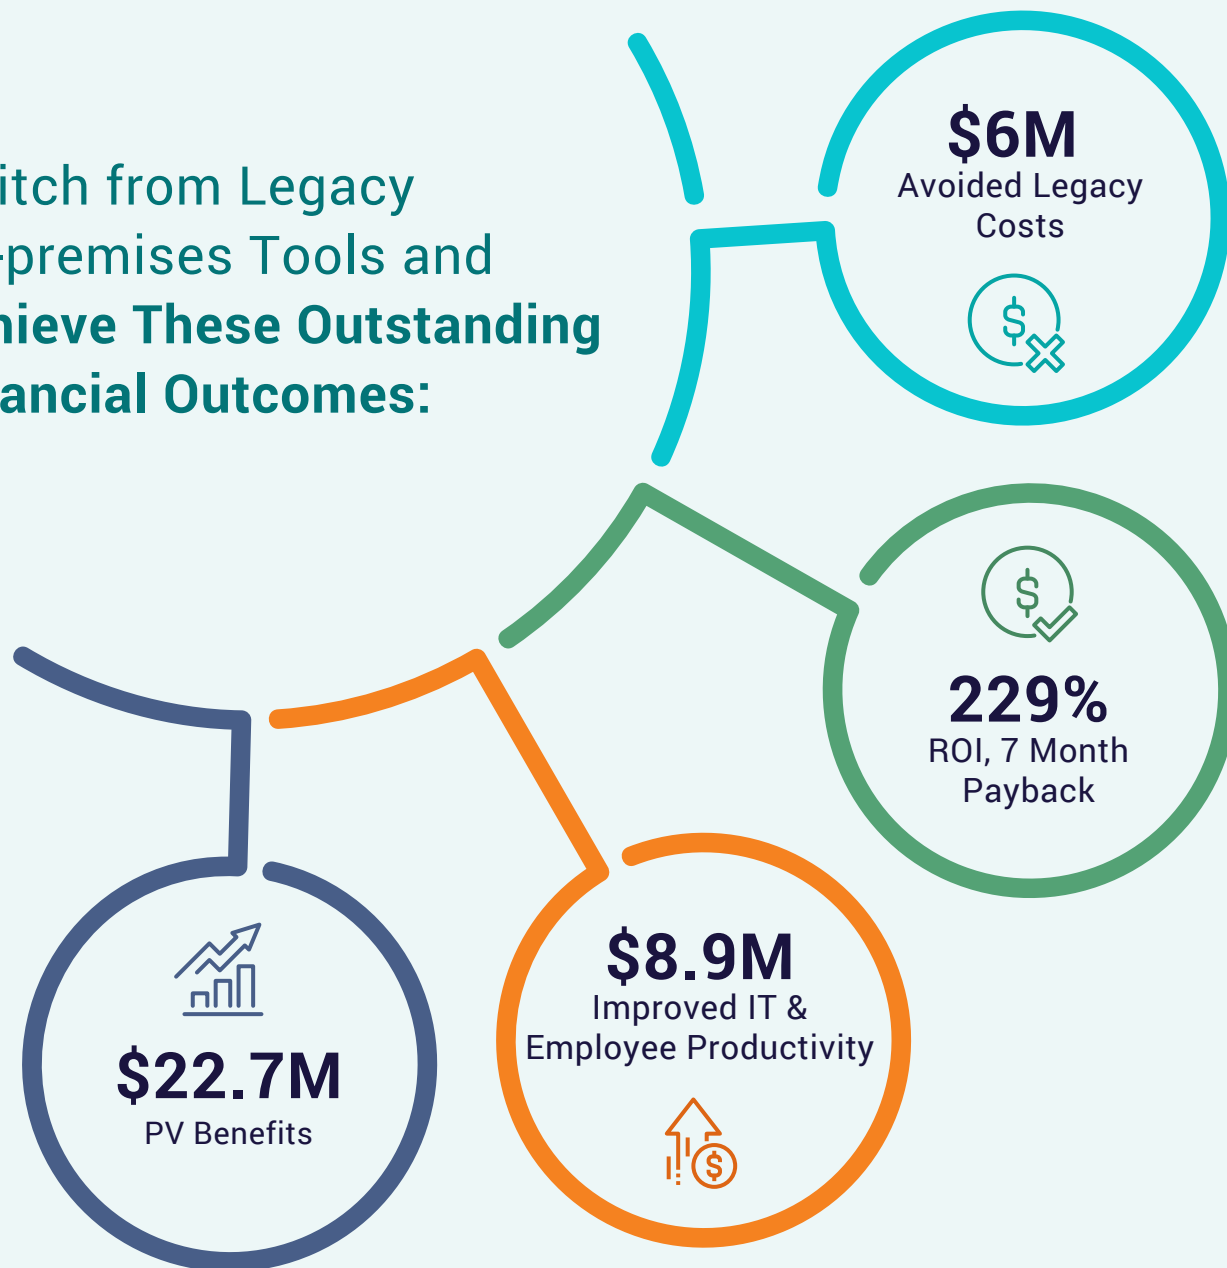 itch from Legacy
-premises Tools and
hieve These Outstanding
ancial Outcomes:
$6M
Avoided Legacy
Costs
229%
ROI, 7 Month
Payback
$8.9M
Improved IT &
Employee Productivity
$22.7M
PV Benefits